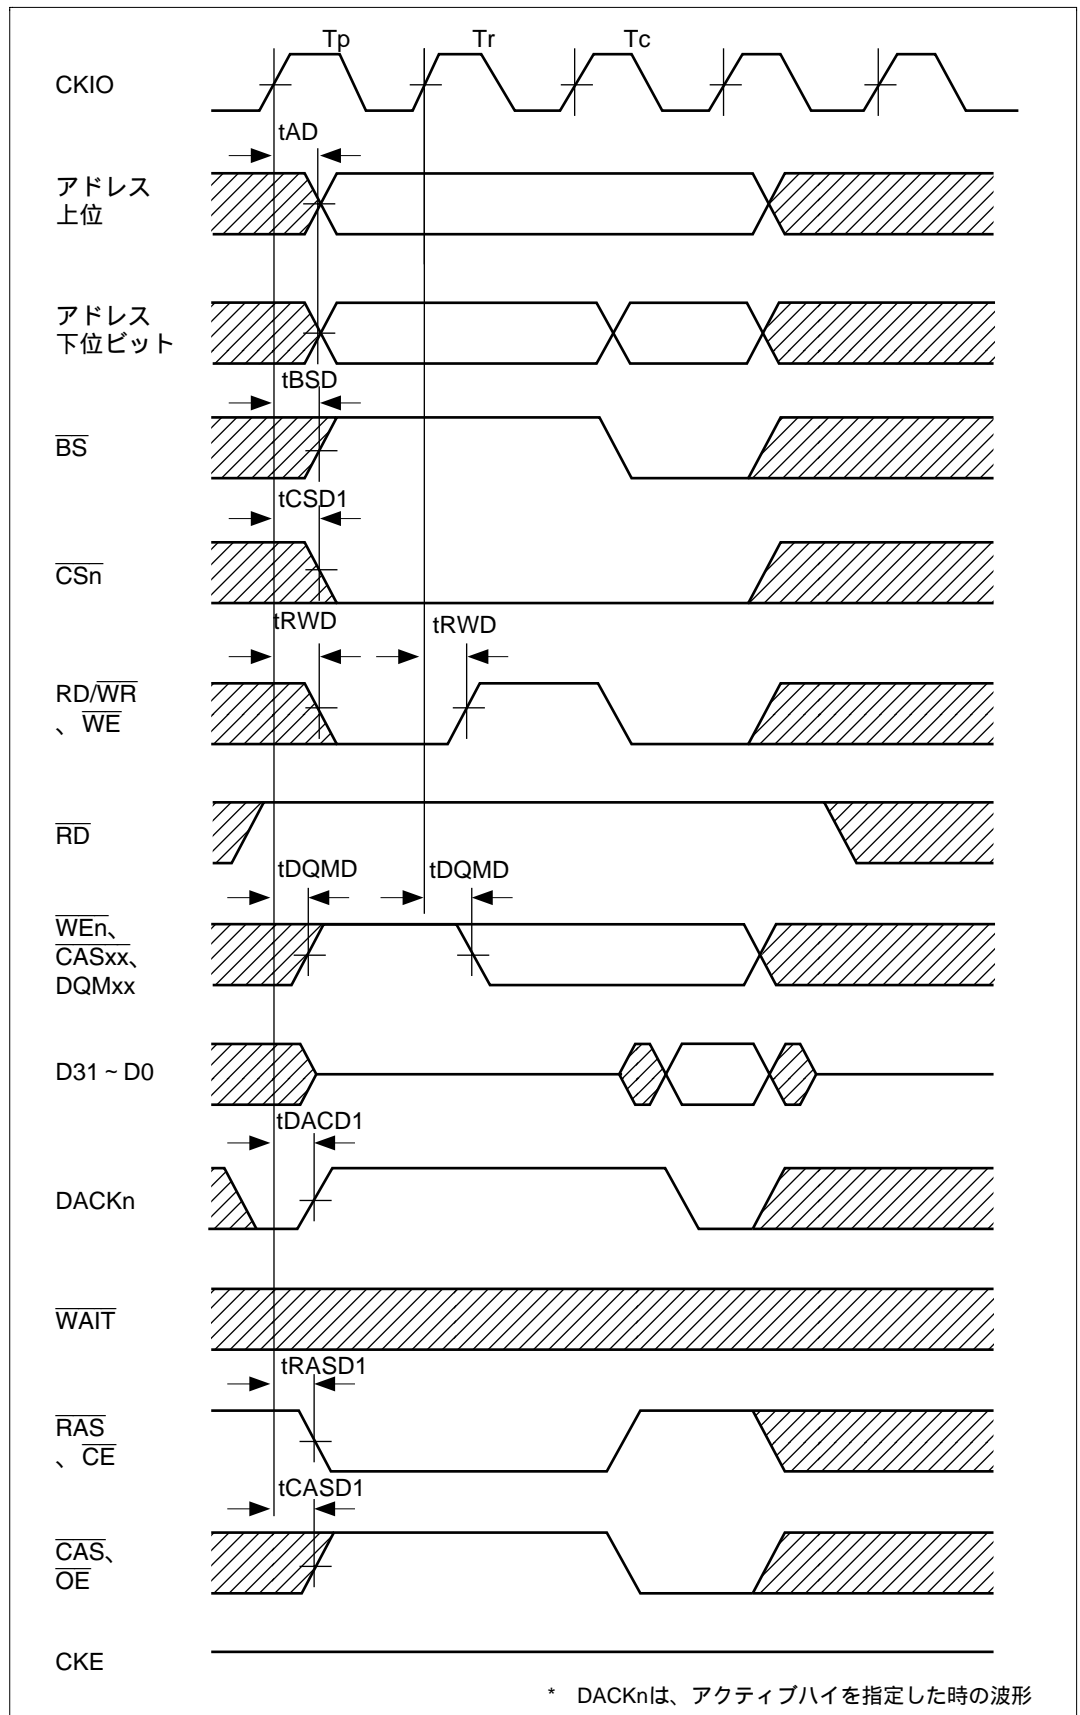 Tp Tr Tc
CKIO
tAD
アドレス
上位
アドレス
下位ビット
tBSD
BS
tCSD1
CSn
tRWD tRWD
RD/WR
、WE
RD
tDQMD tDQMD
WEn、
CASxx、
DQMxx
D31 ~ D0
tDACD1
DACKn
WAIT
tRASD1
RAS
、CE
tCASD1
CAS、
OE
CKE
* DACKnは、アクティブハイを指定した時の波形